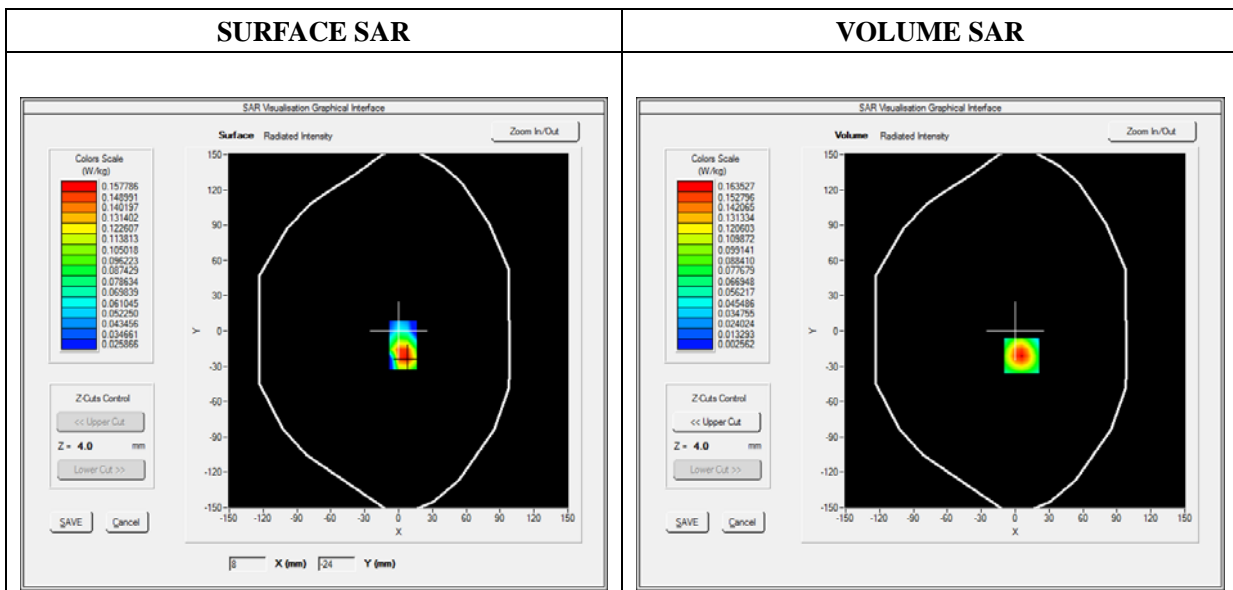 SURFACE SAR
VOLUME SAR
SAR Visualisation Graphical Interface
Surface Radiated Intensity
Zoom In/Out
Colors Scale
(W/kg)
0.157786
0.148991
0.140197
0.131402
0.122607
0.113813
0.105018
0.096223
0.087429
0.078634
0.069839
0.061045
0.052250
0.043456
0.034661
0.025866
Z-Cuts Control
<< Upper Cut
Z = 4.0 mm
Lower Cut >>
SAVE Cancel
150
120
90
60
30
0
-30
-60
-90
-120
-150
Y
-150 -120 -90 -60 -30 0 30 60 90 120 150
X
8 X (mm) -24 Y (mm)
SAR Visualisation Graphical Interface
Volume Radiated Intensity
Zoom In/Out
Colors Scale
(W/kg)
0.163527
0.152796
0.142065
0.131334
0.120603
0.109872
0.099141
0.088410
0.077679
0.066948
0.056217
0.045486
0.034755
0.024024
0.013293
0.002562
Z-Cuts Control
<< Upper Cut
Z = 4.0 mm
Lower Cut >>
SAVE Cancel
150
120
90
60
30
0
-30
-60
-90
-120
-150
Y
-150 -120 -90 -60 -30 0 30 60 90 120 150
X